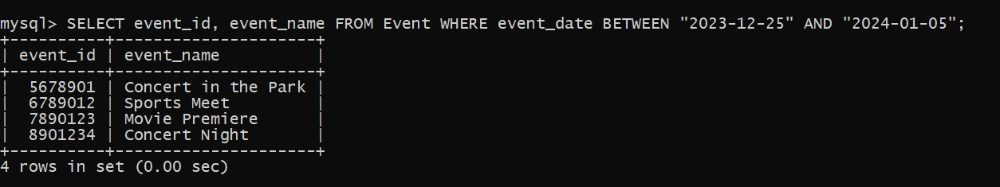 mysql> SELECT event_id, event_name FROM Event WHERE event_date BETWEEN "2023-12-25" AND "2024-01-05";
+----------+---------------------+
| event_id | event_name          |
+----------+---------------------+
|  5678901 | Concert in the Park |
|  6789012 | Sports Meet         |
|  7890123 | Movie Premiere      |
|  8901234 | Concert Night       |
+----------+---------------------+
4 rows in set (0.00 sec)